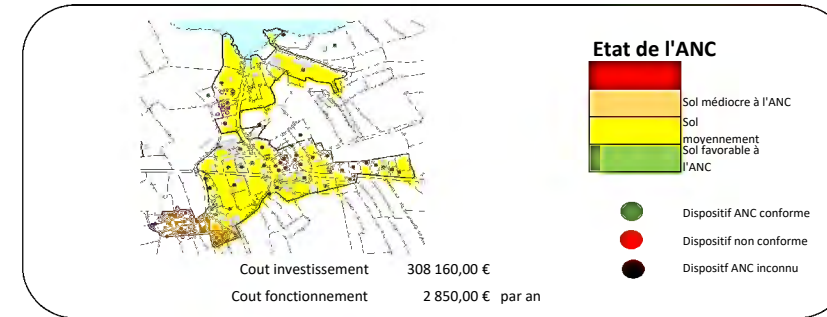 Etat de l'ANC
Sol médiocre à l'ANC
Sol
moyennement
Sol favorable à
l'ANC
Dispositif ANC conforme
Dispositif non conforme
Dispositf ANC inconnu
Cout investissement 308 160,00 €
Cout fonctionnement 2 850,00 € par an